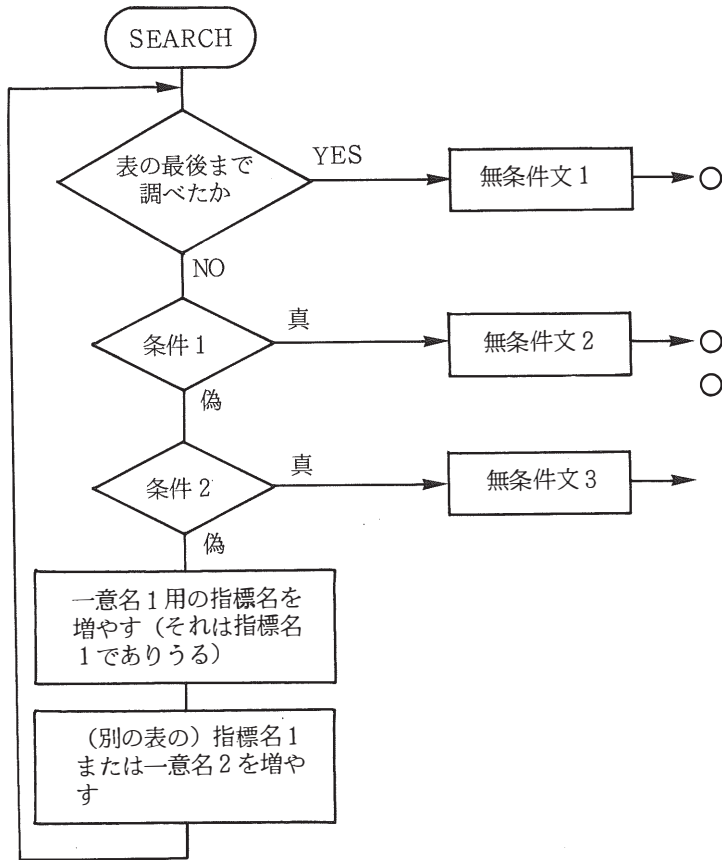 SEARCH
表の最後まで
調べたか
YES
無条件文1
NO
条件1
真
無条件文2
偽
条件2
真
無条件文3
偽
一意名1用の指標名を
増やす（それは指標名
1でありうる）
（別の表の）指標名1
または一意名2を増や
す